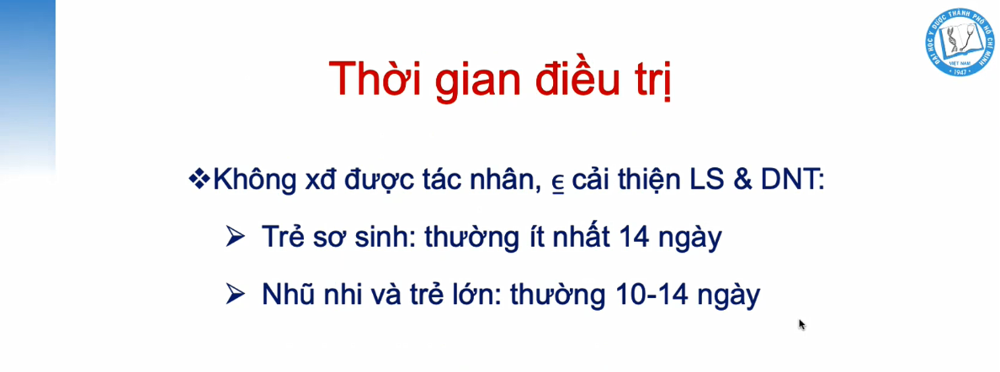 ĐẠI HỌC Y DƯỢC THÀNH PHỐ HỒ CHÍ MINH
VIỆT NAM
1947
Thời gian điều trị
❖Không xđ được tác nhân, ϵ cải thiện LS & DNT:
➢ Trẻ sơ sinh: thường ít nhất 14 ngày
➢ Nhũ nhi và trẻ lớn: thường 10-14 ngày